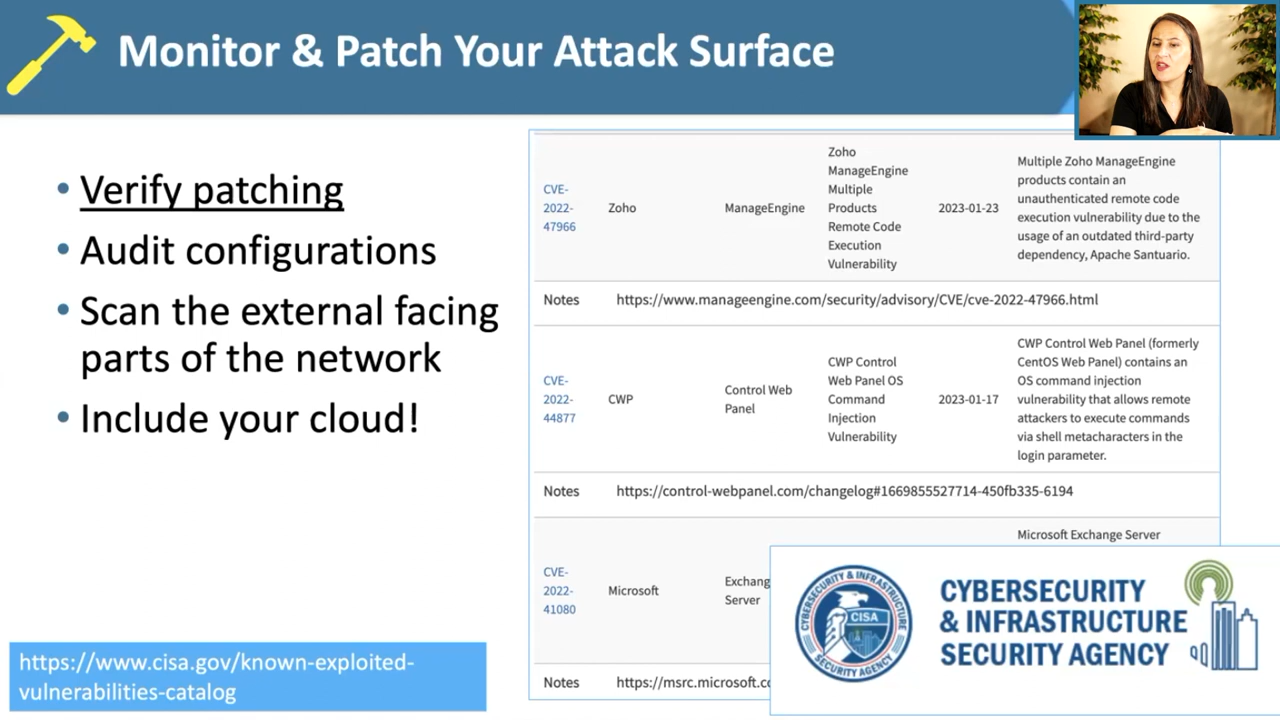 Monitor & Patch Your Attack Surface
• Verify patching
• Audit configurations
• Scan the external facing
parts of the network
• Include your cloud!
https://www.cisa.gov/known-exploited-
vulnerabilities-catalog
CVE-
2022-
47966
Zoho
ManageEngine
Zoho
ManageEngine
Multiple
Products
Remote Code
Execution
Vulnerability
2023-01-23
Multiple Zoho ManageEngine
products contain an
unauthenticated remote code
execution vulnerability due to the
usage of an outdated third-party
dependency, Apache Santuario.
Notes
https://www.manageengine.com/security/advisory/CVE/cve-2022-47966.html
CVE-
2022-
44877
CWP
Control Web
Panel
CWP Control
Web Panel OS
Command
Injection
Vulnerability
2023-01-17
CWP Control Web Panel (formerly
CentOS Web Panel) contains an
OS command injection
vulnerability that allows remote
attackers to execute commands
via shell metacharacters in the
login parameter.
Notes
https://control-webpanel.com/changelog#1669855527714-450fb335-6194
CVE-
2022-
41080
Microsoft
Exchang
Server
Microsoft Exchange Server
Notes
https://msrc.microsoft.co
CYBERSECURITY & INFRASTRUCTURE
CISA
SECURITY AGENCY
CYBERSECURITY
& INFRASTRUCTURE
SECURITY AGENCY